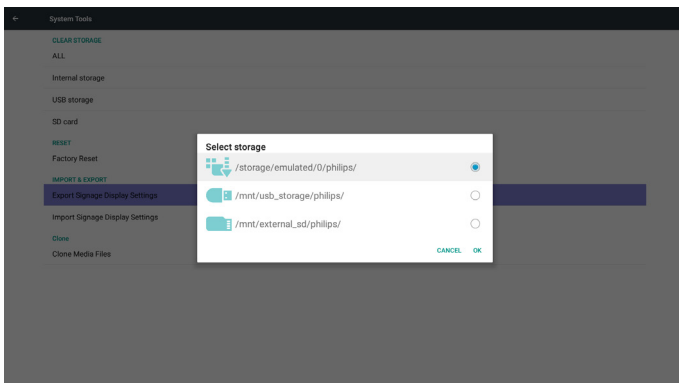 System Tools
CLEAR STORAGE
ALL
Internal storage
USB storage
SD card
RESET
Factory Reset
IMPORT & EXPORT
Export Signage Display Settings
Import Signage Display Settings
Clone
Clone Media Files
Select storage
/storage/emulated/0/philips/
/mnt/usb_storage/philips/
/mnt/external_sd/philips/
CANCEL OK